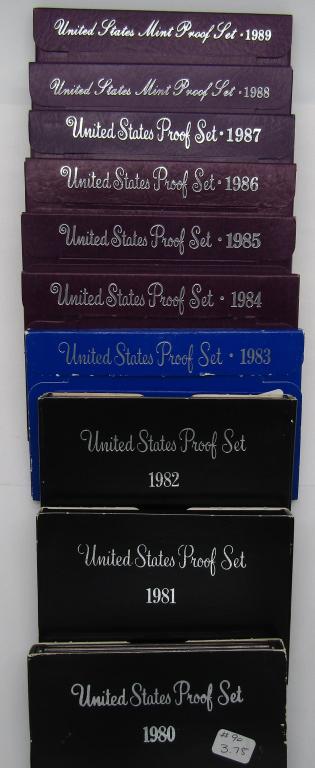 United States Mint Proof Set · 1989
United States Mint Proof Set · 1988
United States Proof Set · 1987
United States Proof Set · 1986
United States Proof Set · 1985
United States Proof Set · 1984
United States Proof Set · 1983
United States Proof Set
1982
United States Proof Set
1981
United States Proof Set
1980
#90
3.75